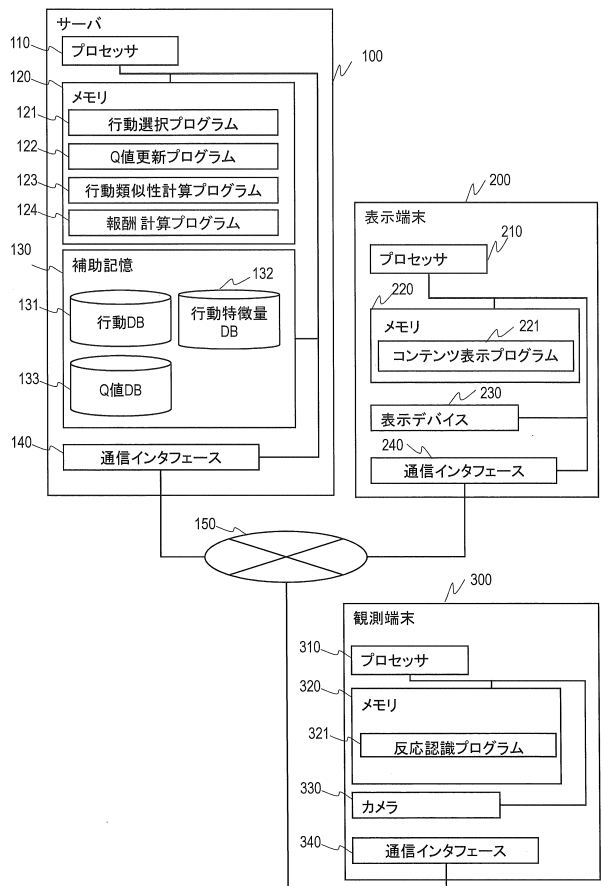 サーバ
110
プロセッサ
100
120
メモリ
121
行動選択プログラム
122
Q値更新プログラム
123
行動類似性計算プログラム
124
報酬計算プログラム
130
補助記憶
131
行動DB
132
行動特徴量
DB
133
Q値DB
140
通信インタフェース
200
表示端末
210
プロセッサ
220
メモリ
221
コンテンツ表示プログラム
230
表示デバイス
240
通信インタフェース
150
300
観測端末
310
プロセッサ
320
メモリ
321
反応認識プログラム
330
カメラ
340
通信インタフェース